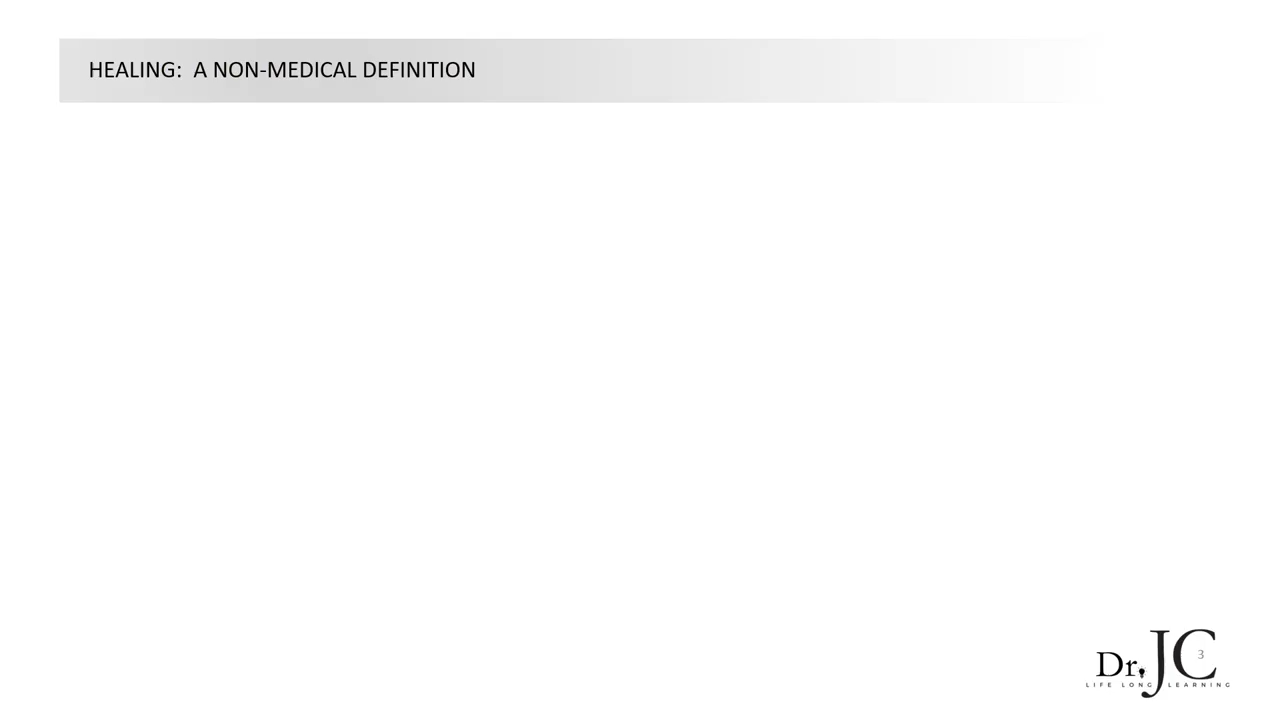 HEALING:  A NON-MEDICAL DEFINITION
Dr. JC
3
LIFE LONG LEARNING